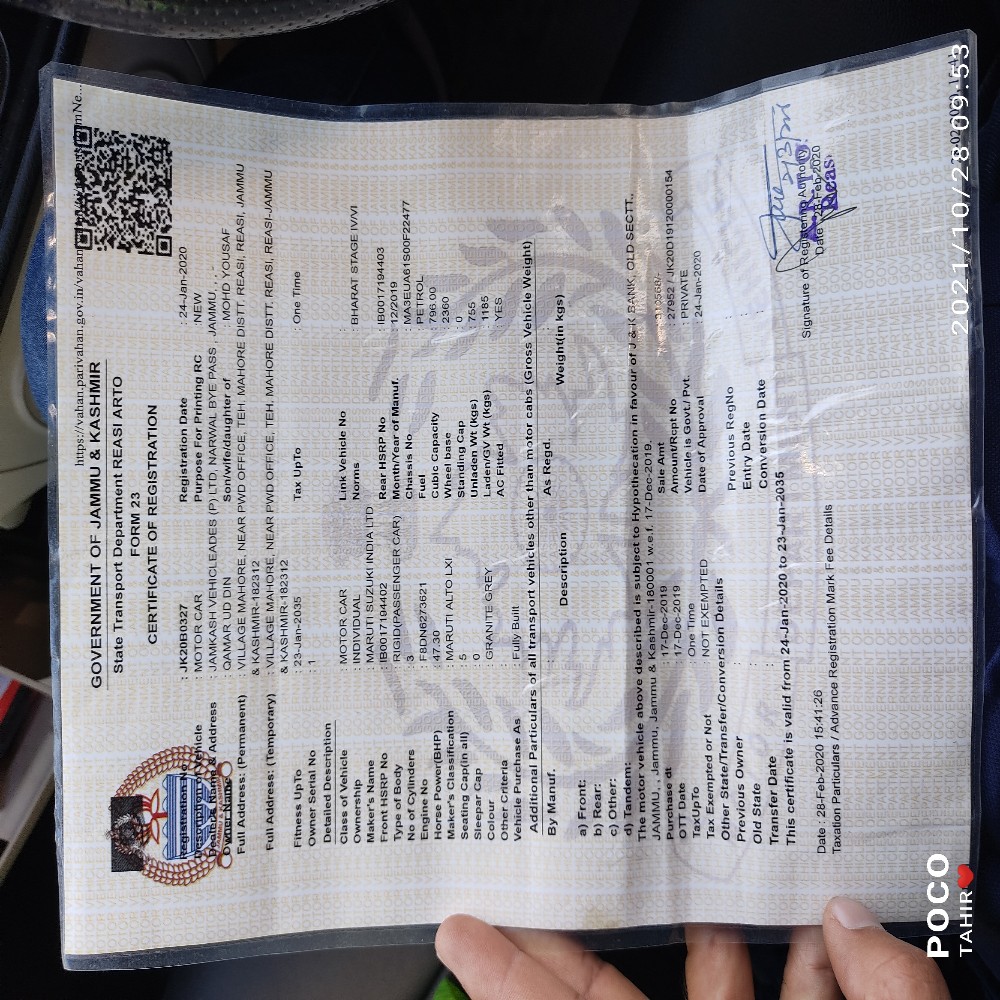 https://vahan.parivahan.gov.in/vahan
GOVERNMENT OF JAMMU & KASHMIR
State Transport Department REASI ARTO
FORM 23
CERTIFICATE OF REGISTRATION
Registration No : JK20B0327 Registration Date : 24-Jan-2020
Description of Vehicle : MOTOR CAR Purpose For Printing RC : NEW
Dealer's Name & Address : JAMKASH VEHICLEADES (P) LTD, NARWAL BYE PASS , JAMMU, , -
Owner Name : QAMAR UD DIN Son/wife/daughter of : MOHD YOUSAF
Full Address: (Permanent) : VILLAGE MAHORE, NEAR PWD OFFICE, TEH. MAHORE DISTT. REASI, REASI, JAMMU
& KASHMIR-182312
Full Address: (Temporary) : VILLAGE MAHORE, NEAR PWD OFFICE, TEH. MAHORE DISTT. REASI, REASI-JAMMU
& KASHMIR-182312
Fitness UpTo : 23-Jan-2035 Tax UpTo : One Time
Owner Serial No : 1
Detailed Description
Class of Vehicle : MOTOR CAR Link Vehicle No
Ownership : INDIVIDUAL Norms : BHARAT STAGE IV/VI
Maker's Name : MARUTI SUZUKI INDIA LTD
Front HSRP No : IB0017194402 Rear HSRP No : IB0017194403
Type of Body : RIGID(PASSENGER CAR) Month/Year of Manuf. : 12/2019
No of Cylinders : 3 Chassis No : MA3EUA61S00F22477
Engine No : F8DN6273621 Fuel : PETROL
Horse Power(BHP) : 47.30 Cubic Capacity : 796.00
Maker's Classification : MARUTI ALTO LXI Wheel base : 2360
Seating Cap(in all) : 5 Standing Cap : 0
Sleeper Cap : 0 Unladen Wt (kgs) : 755
Colour : GRANITE GREY Laden/GV Wt (kgs) : 1185
Other Criteria AC Fitted : YES
Vehicle Purchase As : Fully Built
Additional Particulars of all transport vehicles other than motor cabs (Gross Vehicle Weight)
By Manuf. As Regd.
Description Weight(in kgs)
a) Front:
b) Rear:
c) Other:
d) Tandem:
The motor vehicle above described is subject to Hypothecation in favour of J & K BANK, OLD SECTT.,
JAMMU, Jammu, Jammu & Kashmir-180001 w.e.f. 17-Dec-2019.
Purchase dt : 17-Dec-2019 Sale Amt
OTT Date : 17-Dec-2019 Amount/Rcpt No : 27952 / JK20D19120000154
TaxUpTo : One Time Vehicle is Govt./ Pvt. : PRIVATE
Tax Exempted or Not : NOT EXEMPTED Date of Approval : 24-Jan-2020
Other State/Transfer/Conversion Details
Previous Owner : Previous RegNo :
Old State : Entry Date :
Transfer Date : Conversion Date :
This certificate is valid from 24-Jan-2020 to 23-Jan-2035
Signature of Registering Authority
Date : 28-Feb-2020
Date : 28-Feb-2020 15:41:26
Taxation Particulars / Advance Registration Mark Fee Details
POCO
TAHIR❤
2021/10/28 09:53